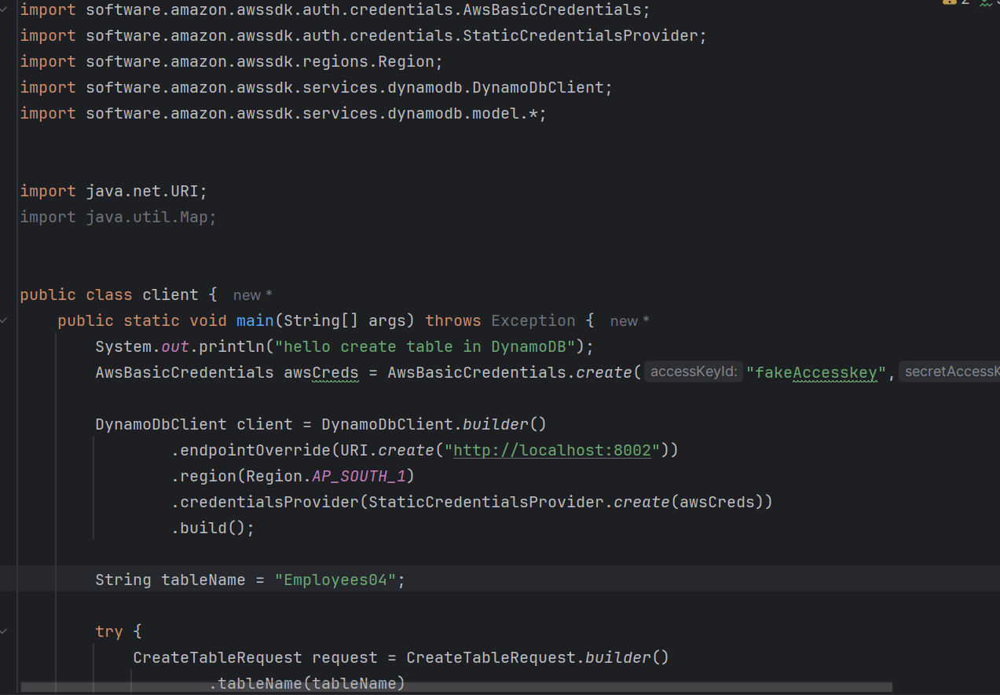 import software.amazon.awssdk.auth.credentials.AwsBasicCredentials;
import software.amazon.awssdk.auth.credentials.StaticCredentialsProvider;
import software.amazon.awssdk.regions.Region;
import software.amazon.awssdk.services.dynamodb.DynamoDbClient;
import software.amazon.awssdk.services.dynamodb.model.*;
import java.net.URI;
import java.util.Map;
public class client { new *
public static void main(String[] args) throws Exception { new *
System.out.println("hello create table in DynamoDB");
AwsBasicCredentials awsCreds = AwsBasicCredentials.create( accessKeyId: "fakeAccesskey", secretAccessK
DynamoDbClient client = DynamoDbClient.builder()
.endpointOverride(URI.create("http://localhost:8002"))
.region(Region.AP_SOUTH_1)
.credentialsProvider(StaticCredentialsProvider.create(awsCreds))
.build();
String tableName = "Employees04";
try {
CreateTableRequest request = CreateTableRequest.builder()
.tableName(tableName)